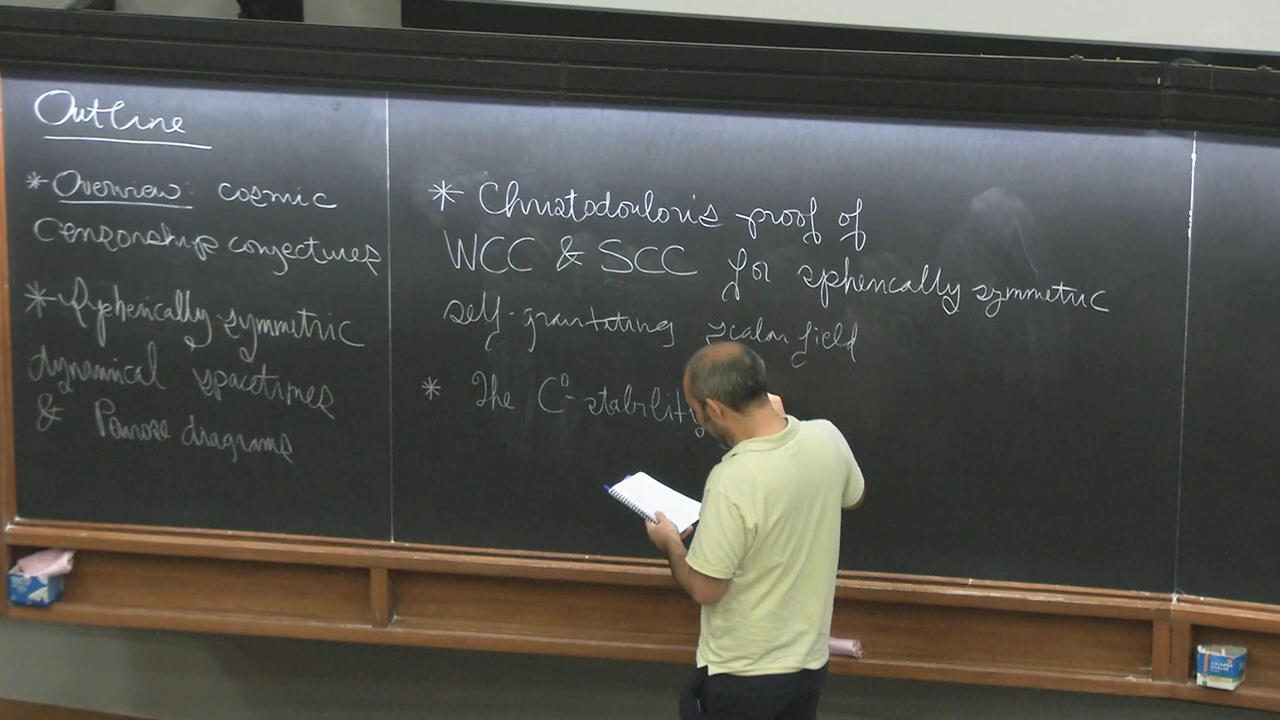 Outline
* Overview: cosmic
censorship conjectures
* Spherically symmetric
dynamical spacetimes
& Penrose diagrams
* Christodoulou's proof of
WCC & SCC for spherically symmetric
self-gravitating scalar field
* The C⁰-stability